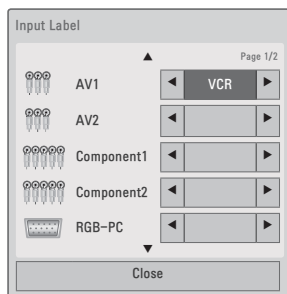 Input Label
Page 1/2
AV1 VCR
AV2
Component1
Component2
RGB-PC
Close